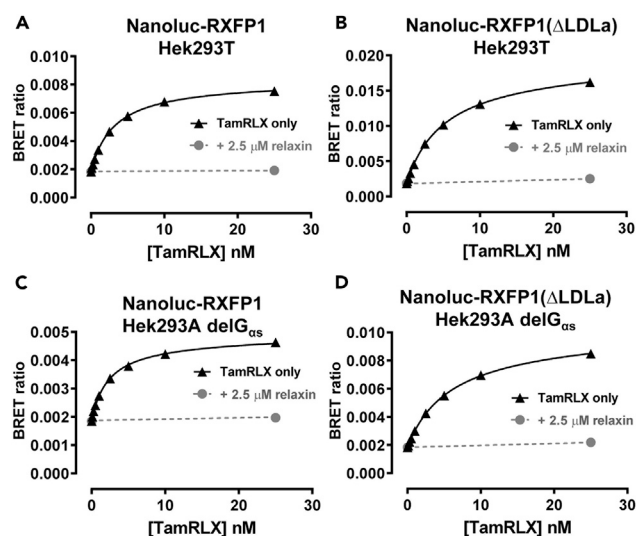 A
Nanoluc-RXFP1
Hek293T
0.010
0.008
0.006
0.004
0.002
0.000
BRET ratio
TamRLX only
+ 2.5 μM relaxin
0
10
20
30
[TamRLX] nM
B
Nanoluc-RXFP1(ΔLDLa)
Hek293T
0.020
0.015
0.010
0.005
0.000
BRET ratio
TamRLX only
+ 2.5 μM relaxin
0
10
20
30
[TamRLX] nM
C
Nanoluc-RXFP1
Hek293A delGαs
0.005
0.004
0.003
0.002
0.001
0.000
BRET ratio
TamRLX only
+ 2.5 μM relaxin
0
10
20
30
[TamRLX] nM
D
Nanoluc-RXFP1(ΔLDLa)
Hek293A delGαs
0.010
0.008
0.006
0.004
0.002
0.000
BRET ratio
TamRLX only
+ 2.5 μM relaxin
0
10
20
30
[TamRLX] nM